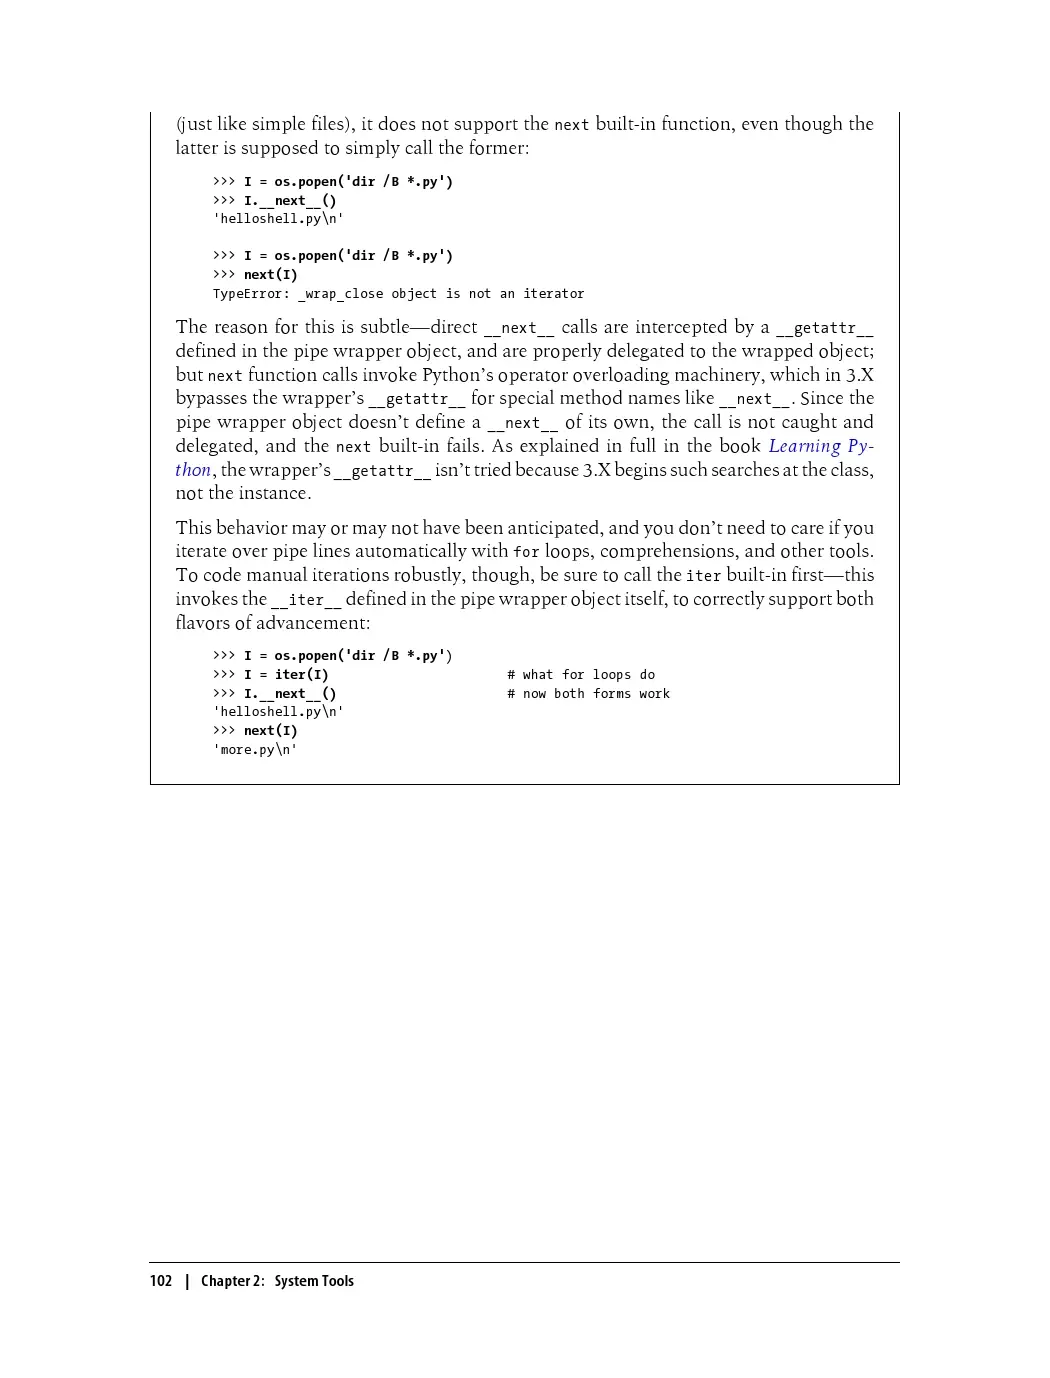 (just like simple files), it does not support the next built-in function, even though the
latter is supposed to simply call the former:
>>> I = os.popen('dir /B *.py')
>>> I.__next__()
'helloshell.py\n'
>>> I = os.popen('dir /B *.py')
>>> next(I)
TypeError: _wrap_close object is not an iterator
The reason for this is subtle—direct __next__ calls are intercepted by a __getattr__
defined in the pipe wrapper object, and are properly delegated to the wrapped object;
but next function calls invoke Python’s operator overloading machinery, which in 3.X
bypasses the wrapper’s __getattr__ for special method names like __next__. Since the
pipe wrapper object doesn’t define a __next__ of its own, the call is not caught and
delegated, and the next built-in fails. As explained in full in the book Learning Py-
thon, the wrapper’s __getattr__ isn’t tried because 3.X begins such searches at the class,
not the instance.
This behavior may or may not have been anticipated, and you don’t need to care if you
iterate over pipe lines automatically with for loops, comprehensions, and other tools.
To code manual iterations robustly, though, be sure to call the iter built-in first—this
invokes the __iter__ defined in the pipe wrapper object itself, to correctly support both
flavors of advancement:
>>> I = os.popen('dir /B *.py')
>>> I = iter(I) # what for loops do
>>> I.__next__() # now both forms work
'helloshell.py\n'
>>> next(I)
'more.py\n'
102 | Chapter 2: System Tools